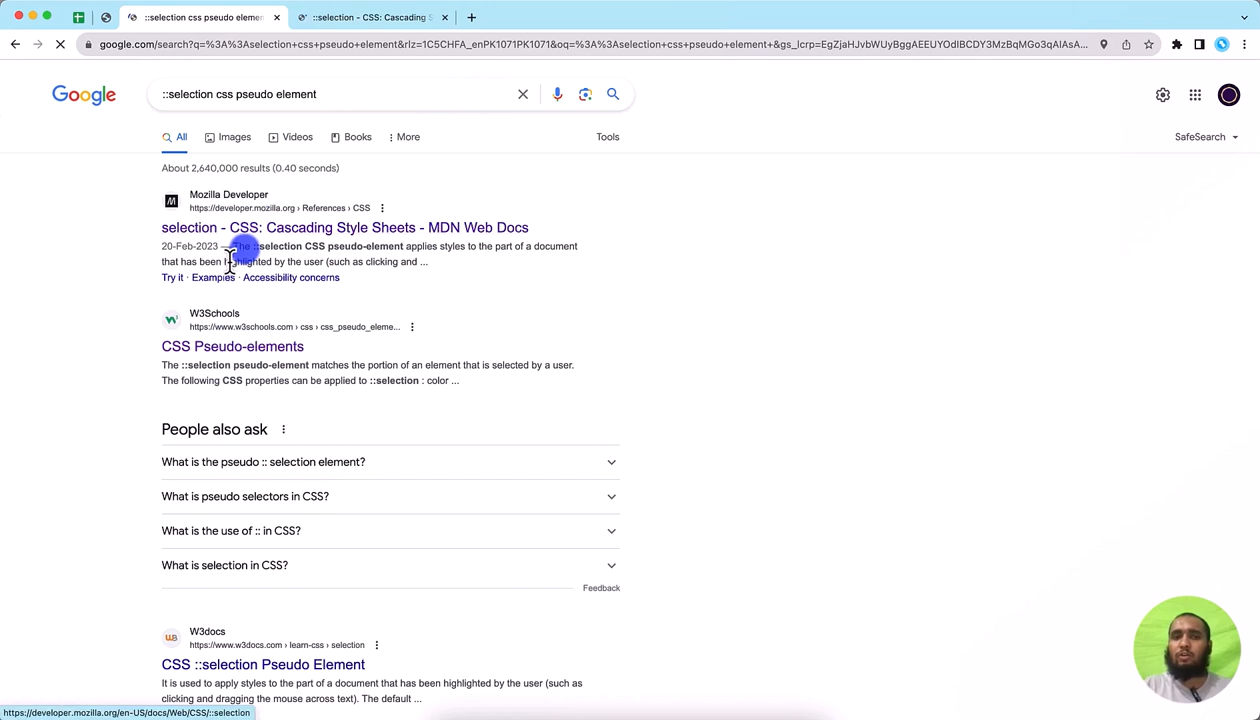 ::selection css pseudo elemen
::selection - CSS: Cascading S
google.com/search?q=%3A%3Aselection+css+pseudo+element&rlz=1C5CHFA_enPK1071PK1071&oq=%3A%3Aselection+css+pseudo+element+&gs_lcrp=EgZjaHJvbWUyBggAEEUYOdIBCDY3MzBqMGo3qAIAsA...
Google
::selection css pseudo element
All Images Videos Books More Tools
SafeSearch
About 2,640,000 results (0.40 seconds)
Mozilla Developer
https://developer.mozilla.org › References › CSS
selection - CSS: Cascading Style Sheets - MDN Web Docs
20-Feb-2023 — The ::selection CSS pseudo-element applies styles to the part of a document
that has been highlighted by the user (such as clicking and ...
Try it · Examples · Accessibility concerns
W3Schools
https://www.w3schools.com › css › css_pseudo_eleme...
CSS Pseudo-elements
The ::selection pseudo-element matches the portion of an element that is selected by a user.
The following CSS properties can be applied to ::selection : color ...
People also ask
What is the pseudo :: selection element?
What is pseudo selectors in CSS?
What is the use of :: in CSS?
What is selection in CSS?
Feedback
W3docs
https://www.w3docs.com › learn-css › selection
CSS ::selection Pseudo Element
It is used to apply styles to the part of a document that has been highlighted by the user (such as
clicking and dragging the mouse across text). The default ...
https://developer.mozilla.org/en-US/docs/Web/CSS/::selection